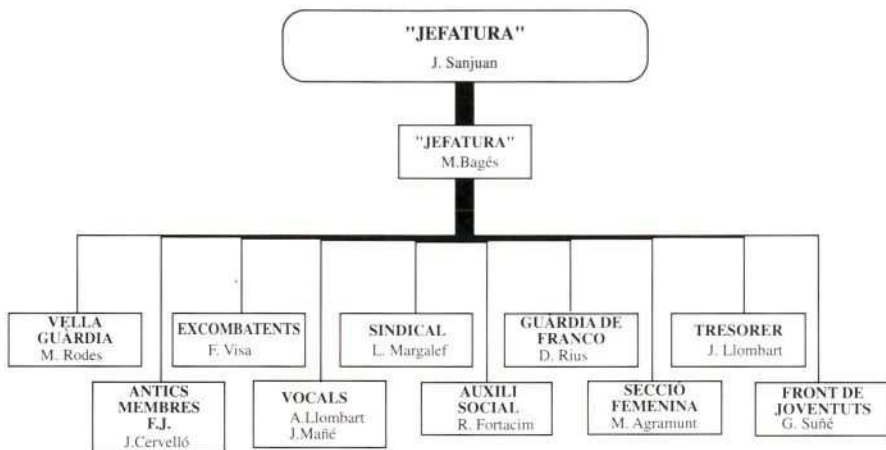 "JEFATURA"
J. Sanjuan
"JEFATURA"
M.Bagés
VELLA
GUÀRDIA
M. Rodes
EXCOMBATENTS
F. Visa
SINDICAL
L. Margalef
GUÀRDIA DE
FRANCO
D. Rius
TRESORER
J. Llombart
ANTICS
MEMBRES
F.J.
J.Cervelló
VOCALS
A.Llombart
J.Mañé
AUXILI
SOCIAL
R. Fortacim
SECCIÓ
FEMENINA
M. Agramunt
FRONT DE
JOVENTUTS
G. Suñé